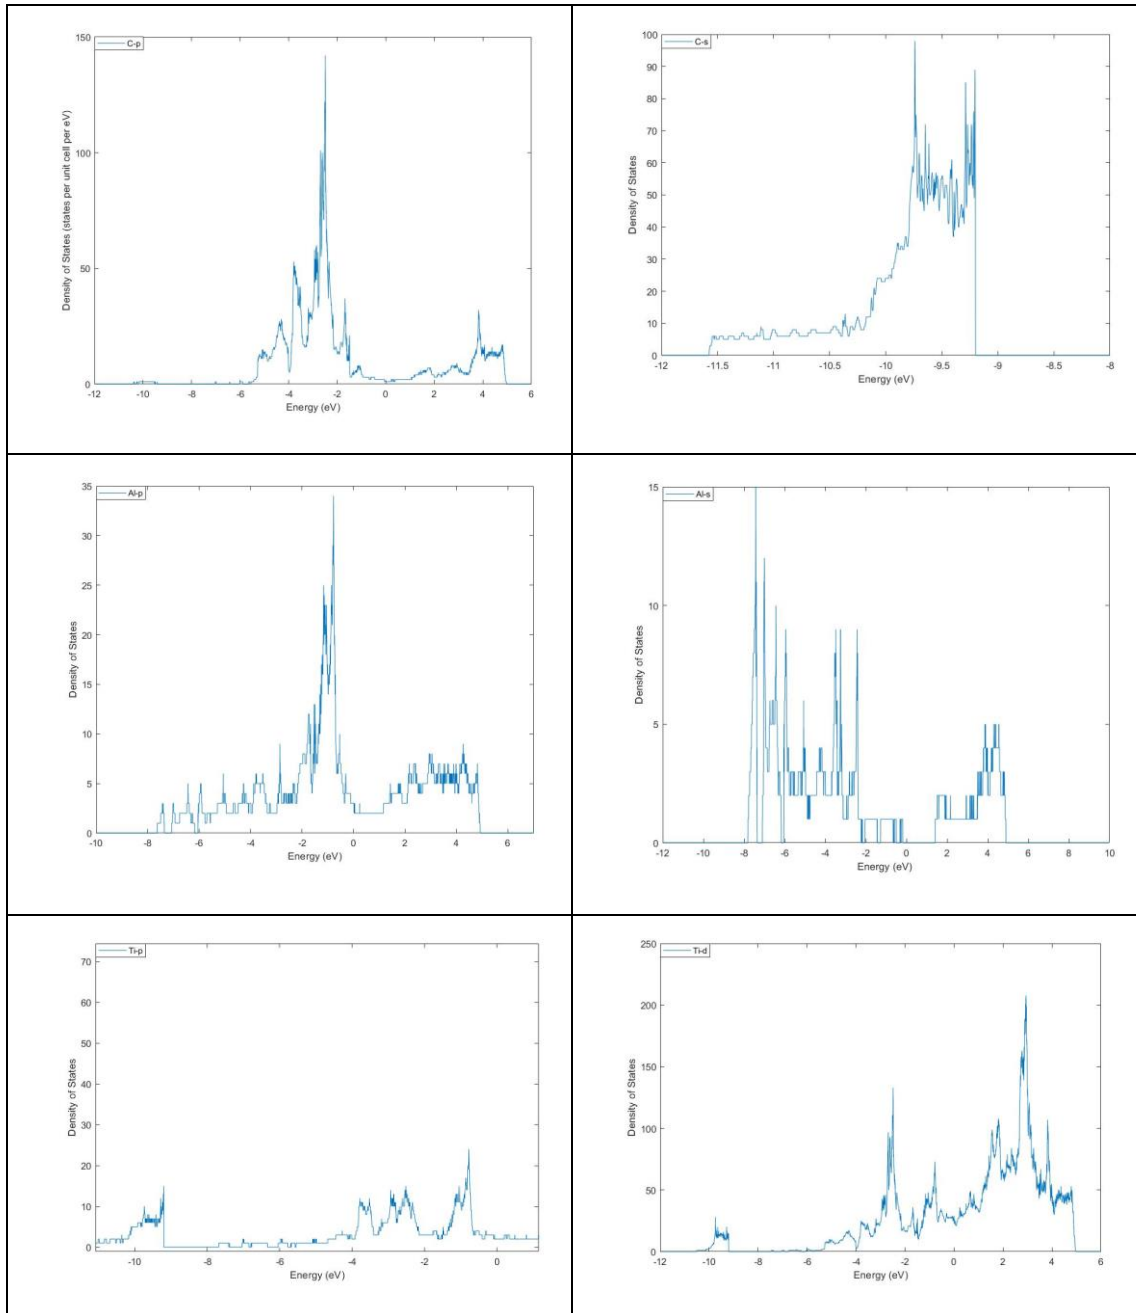 C-p
150
100
50
0
Density of States (states per unit cell per eV)
-12 -10 -8 -6 -4 -2 0 2 4 6
Energy (eV)
C-s
100
90
80
70
60
50
40
30
20
10
0
Density of States
-12 -11.5 -11 -10.5 -10 -9.5 -9 -8.5 -8
Energy (eV)
Al-p
35
30
25
20
15
10
5
0
Density of States
-10 -8 -6 -4 -2 0 2 4 6
Energy (eV)
Al-s
15
10
5
0
Density of States
-12 -10 -8 -6 -4 -2 0 2 4 6 8 10
Energy (eV)
Ti-p
70
60
50
40
30
20
10
0
Density of States
-10 -8 -6 -4 -2 0
Energy (eV)
Ti-d
250
200
150
100
50
0
Density of States
-12 -10 -8 -6 -4 -2 0 2 4 6
Energy (eV)